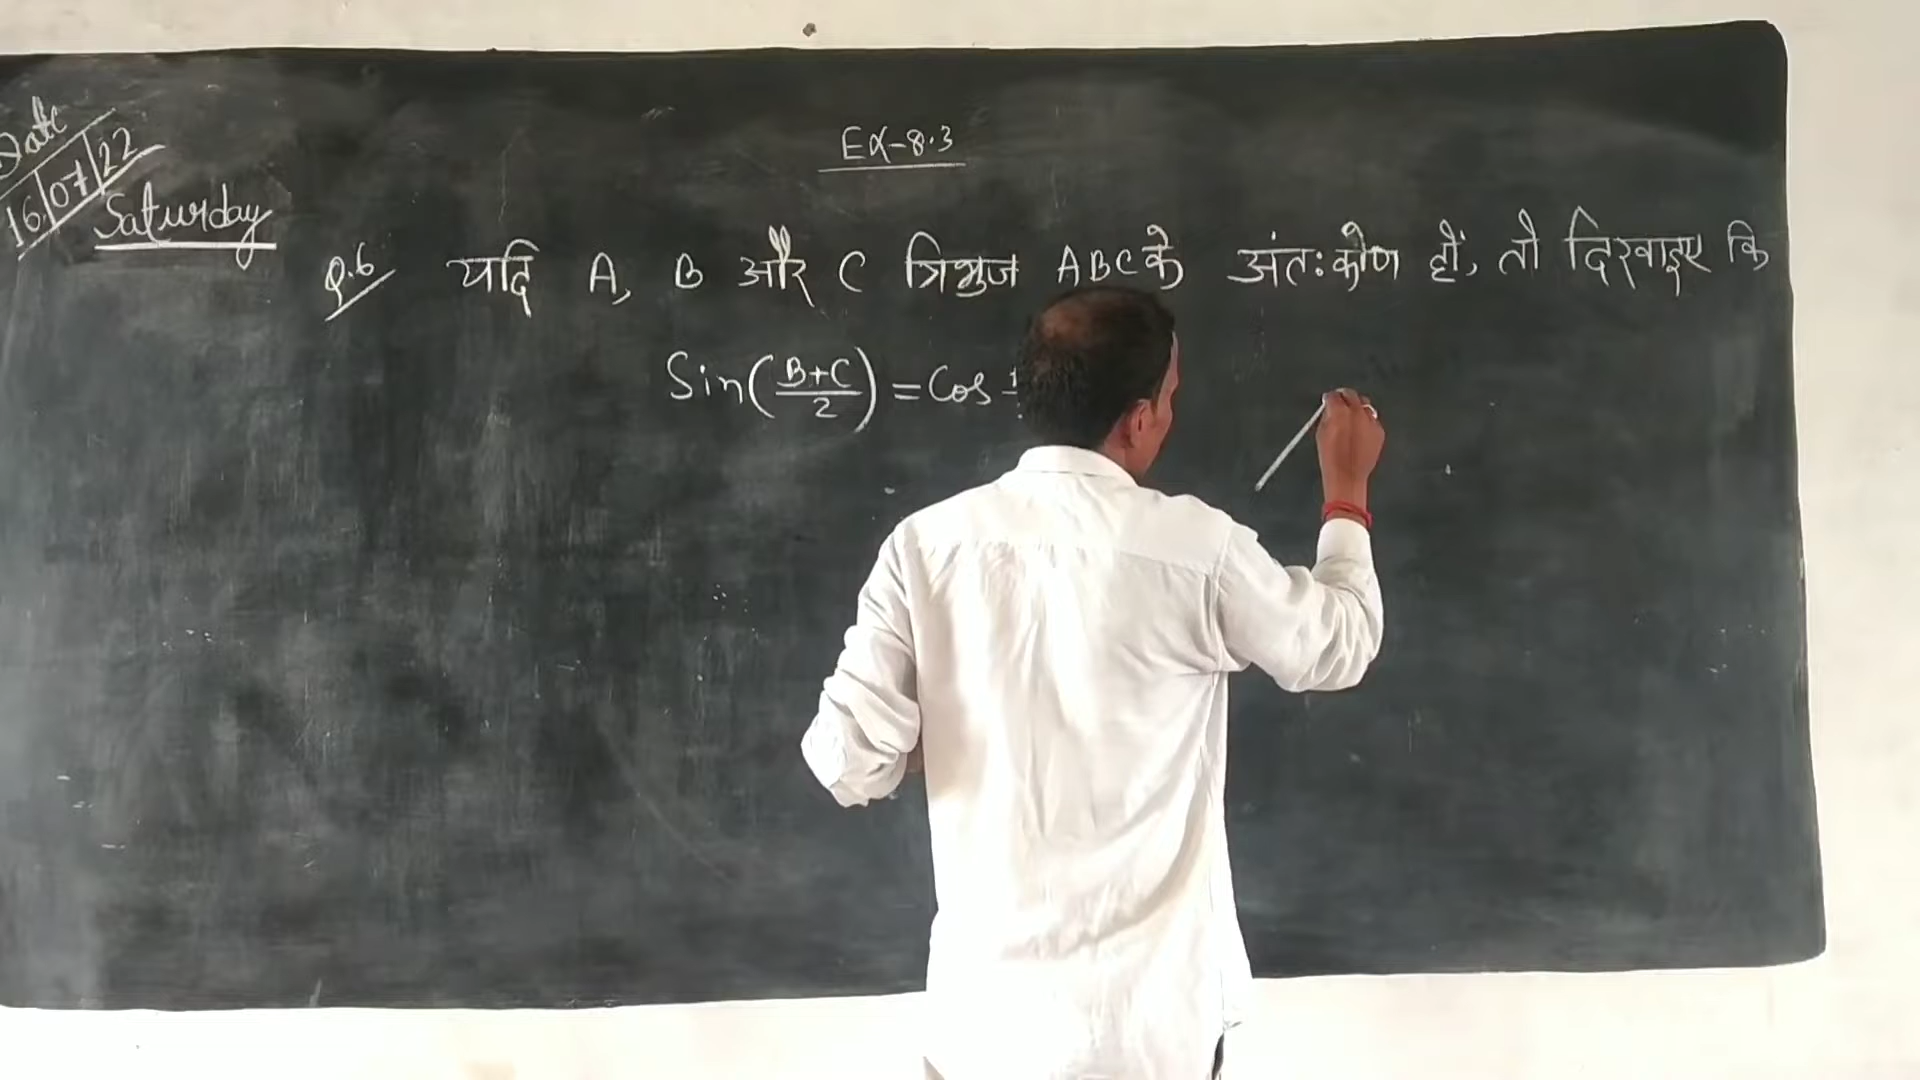 Date
16/07/22
Saturday
Ex-8.3
Q.6 यदि A, B और C त्रिभुज ABC के अंतः कोण हों, तो दिखाइए कि
Sin(B+C/2) = Cos